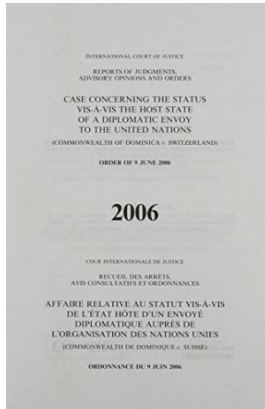 INTERNATIONAL COURT OF JUSTICE
REPORTS OF JUDGMENTS,
ADVISORY OPINIONS AND ORDERS
CASE CONCERNING THE STATUS
VIS-À-VIS THE HOST STATE
OF A DIPLOMATIC ENVOY
TO THE UNITED NATIONS
(COMMONWEALTH OF DOMINICA v. SWITZERLAND)
ORDER OF 9 JUNE 2006
2006
COUR INTERNATIONALE DE JUSTICE
RECUEIL DES ARRÊTS,
AVIS CONSULTATIFS ET ORDONNANCES
AFFAIRE RELATIVE AU STATUT VIS-À-VIS
DE L'ÉTAT HÔTE D'UN ENVOYÉ
DIPLOMATIQUE AUPRÈS DE
L'ORGANISATION DES NATIONS UNIES
(COMMONWEALTH DE DOMINIQUE c. SUISSE)
ORDONNANCE DU 9 JUIN 2006